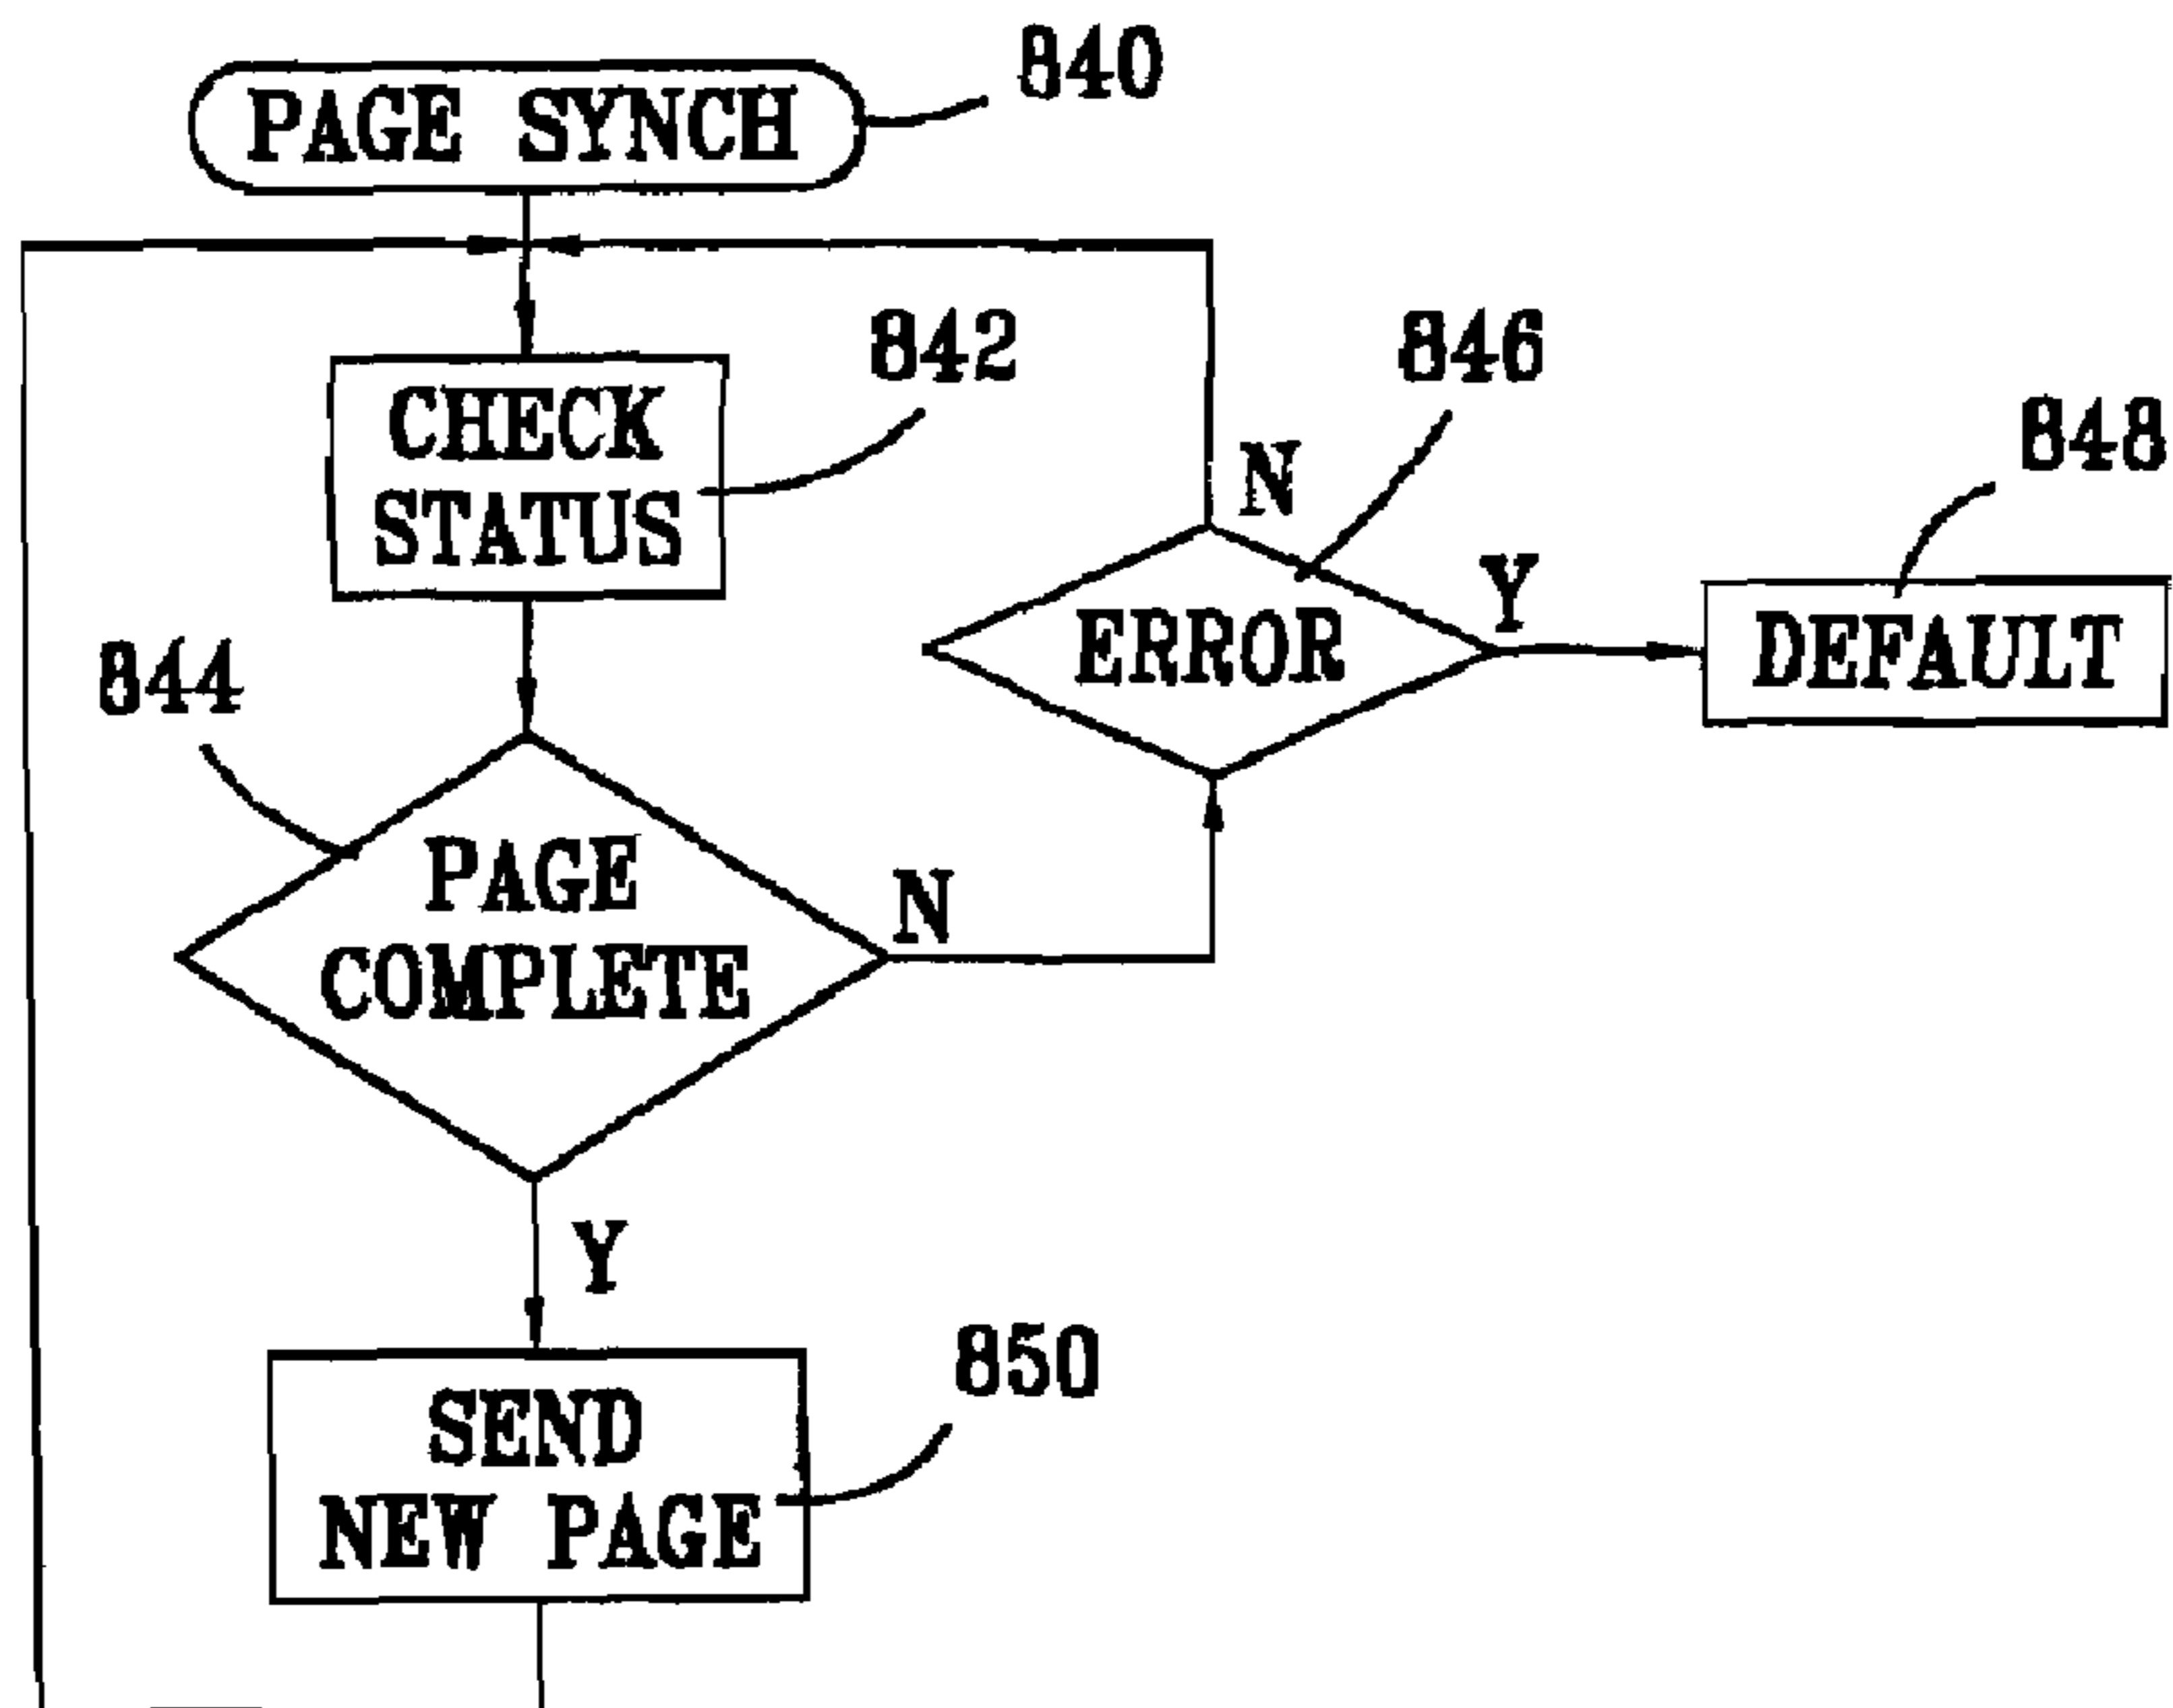 840
PAGE SYNCH
842
846
848
CHECK
STATUS
N
Y
ERROR
DEFAULT
844
PAGE
COMPLETE
N
Y
850
SEND
NEW PAGE